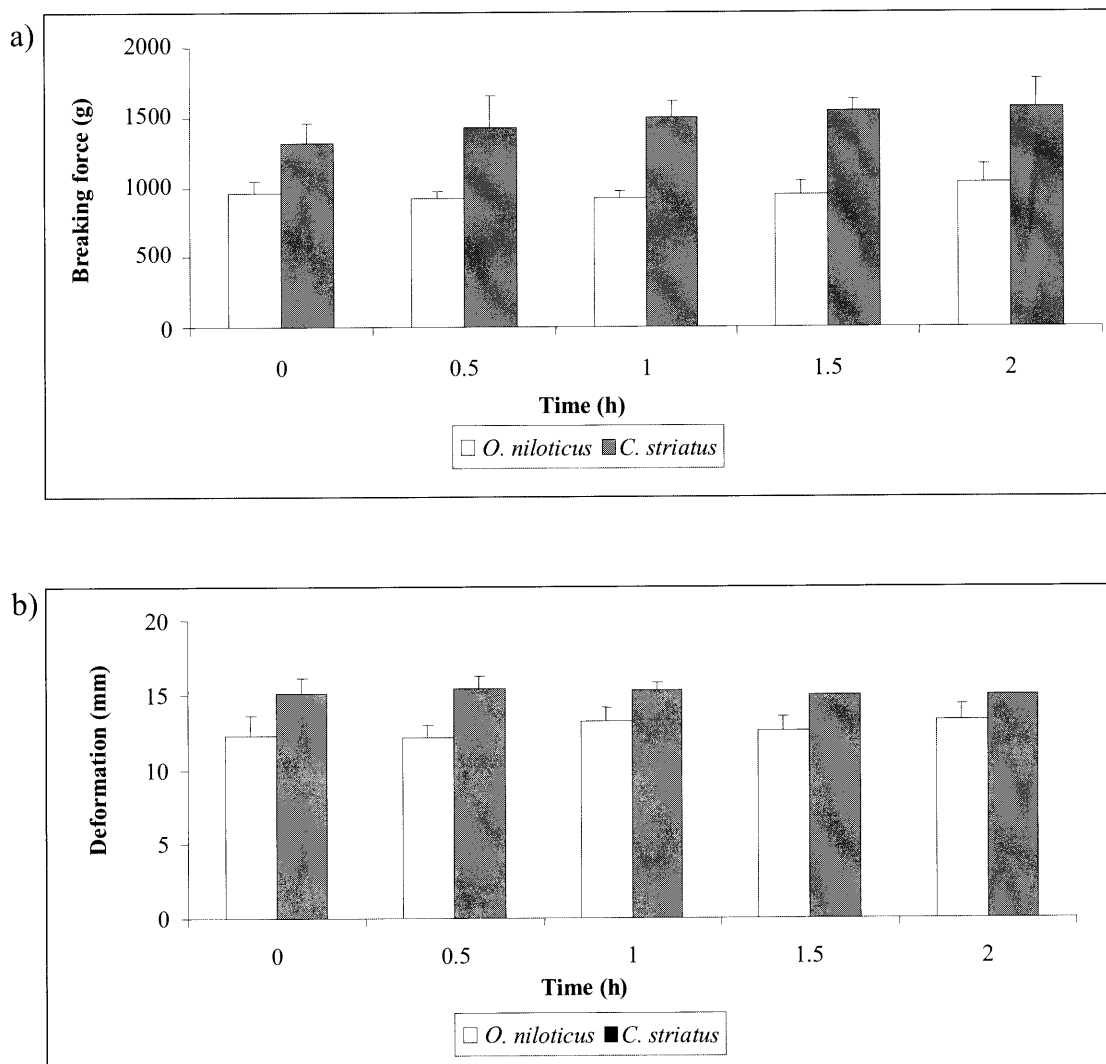 a)
2000
1500
1000
500
0
Breaking force (g)
0 0.5 1 1.5 2
Time (h)
O. niloticus C. striatus
b)
20
15
10
5
0
Deformation (mm)
0 0.5 1 1.5 2
Time (h)
O. niloticus C. striatus